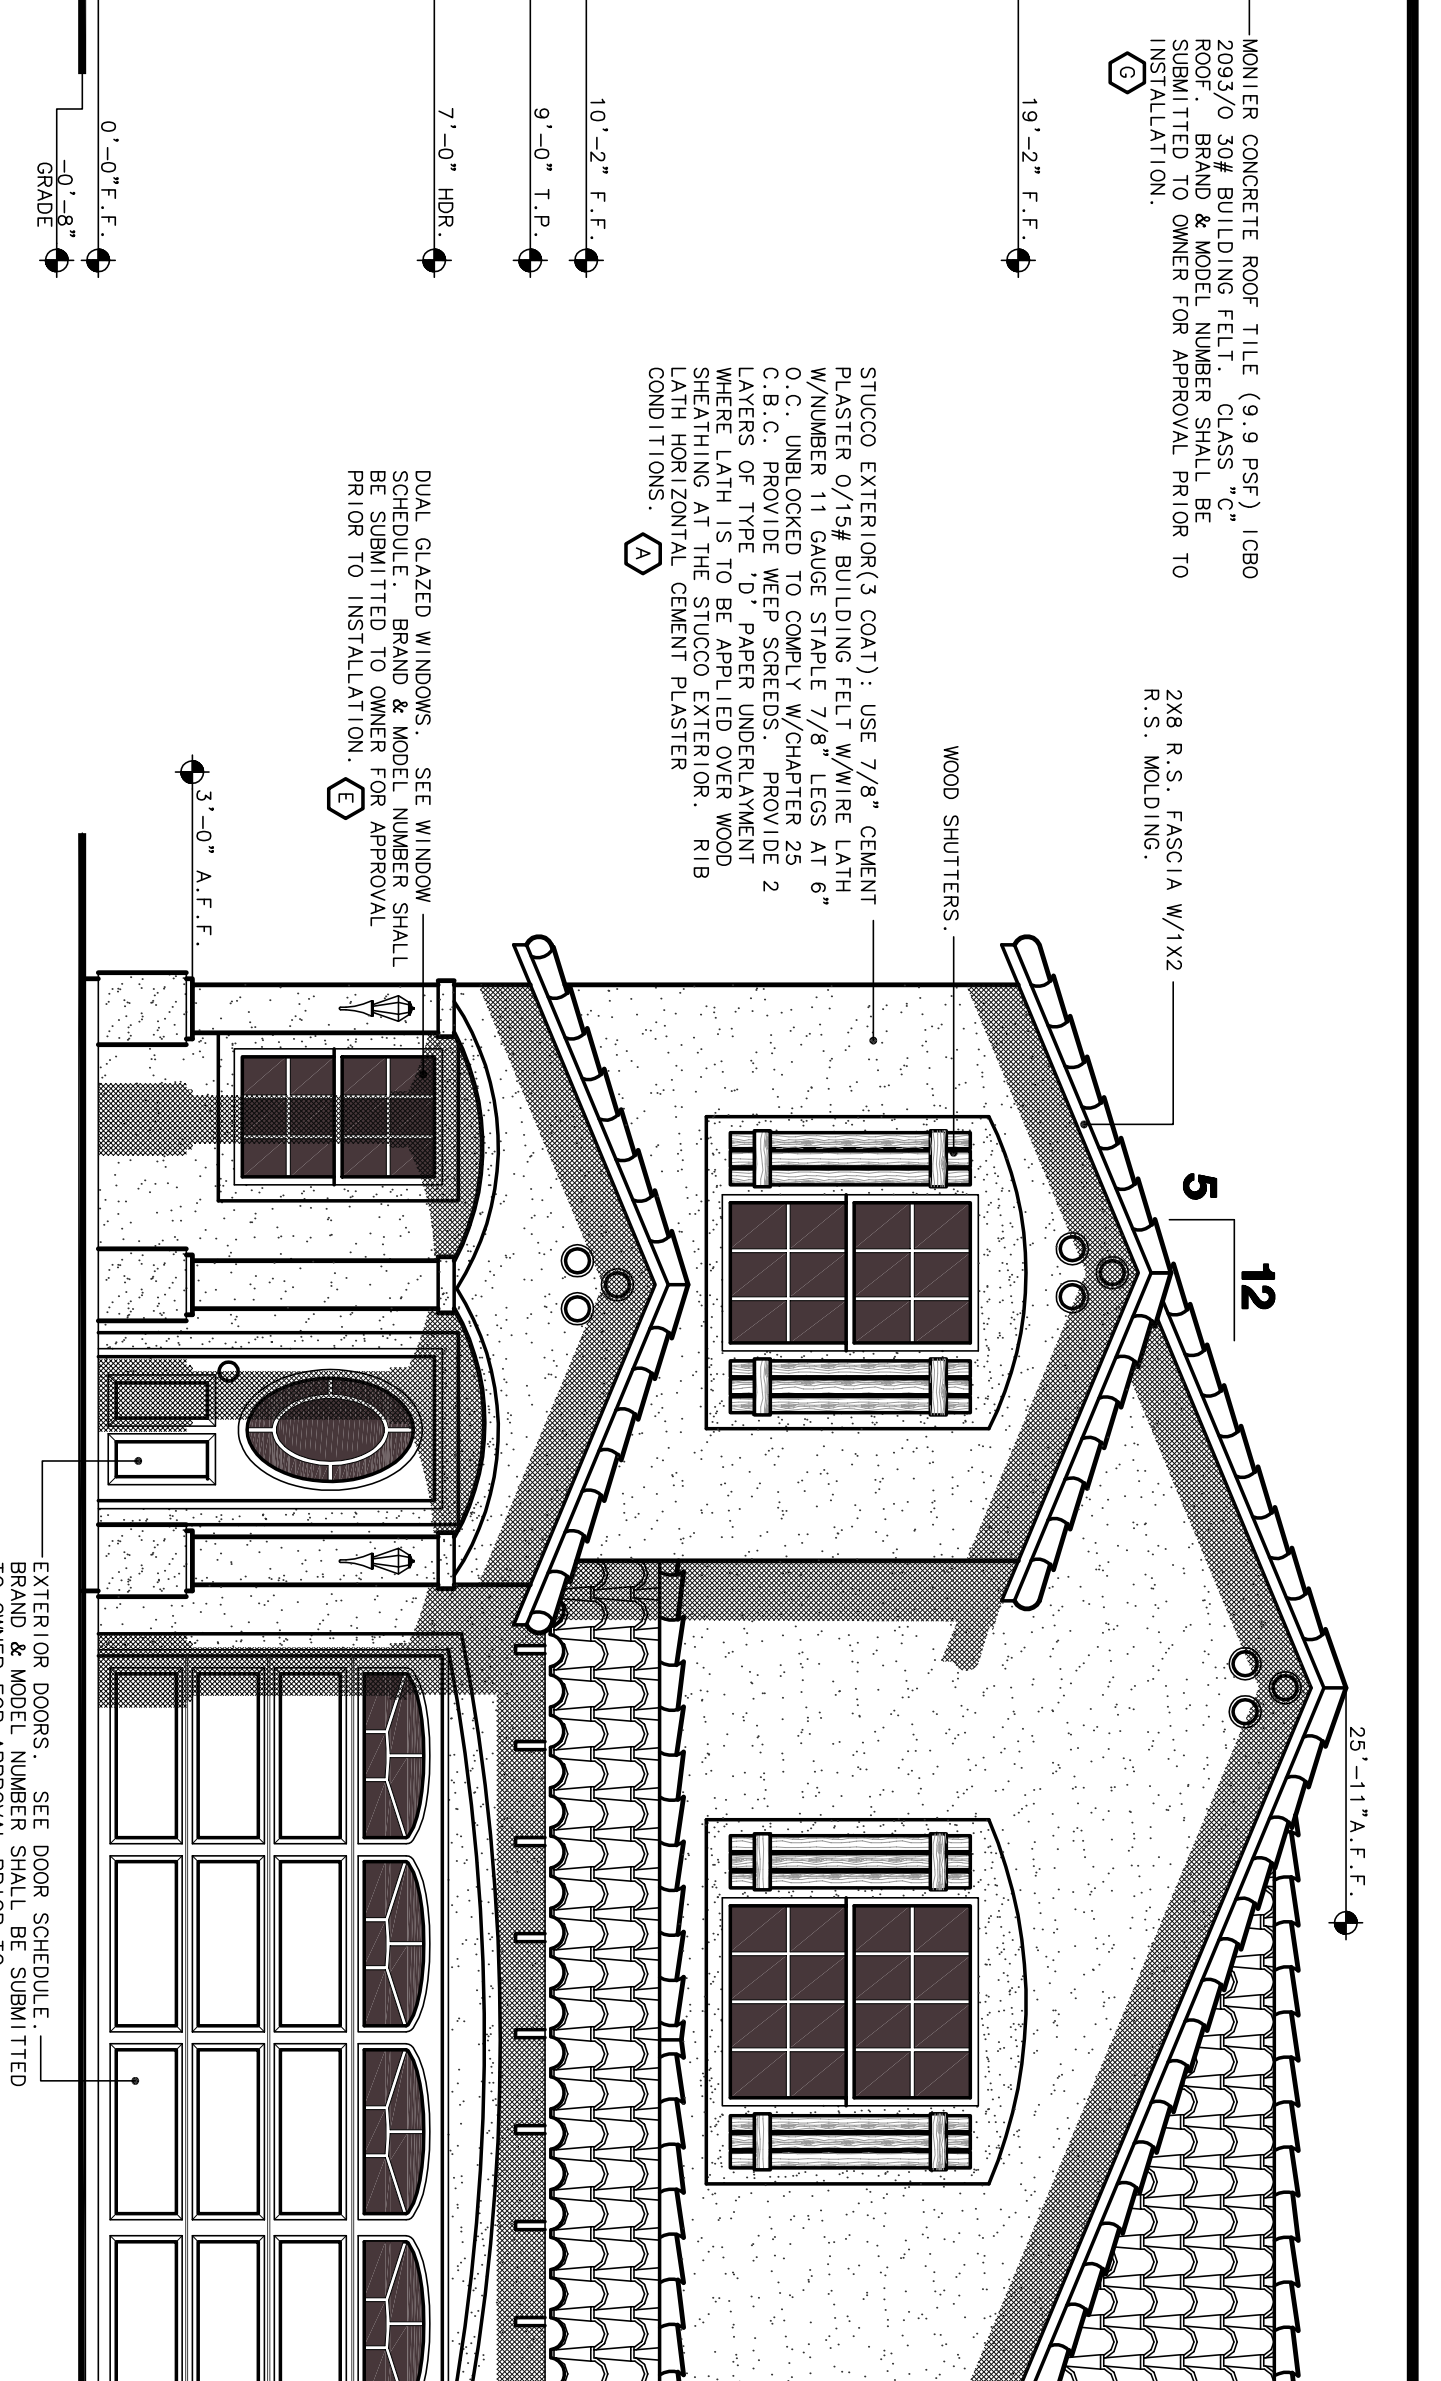 MONIER CONCRETE ROOF TILE (9.9 PSF) ICBO
2093/O 30# BUILDING FELT. CLASS "C"
ROOF. BRAND & MODEL NUMBER SHALL BE
SUBMITTED TO OWNER FOR APPROVAL PRIOR TO
INSTALLATION.
G
2X8 R.S. FASCIA W/1X2
R.S. MOLDING.
5
12
25'-11"A.F.F.
19'-2" F.F.
WOOD SHUTTERS.
STUCCO EXTERIOR(3 COAT): USE 7/8" CEMENT
PLASTER O/15# BUILDING FELT W/WIRE LATH
W/NUMBER 11 GAUGE STAPLE 7/8" LEGS AT 6"
O.C. UNBLOCKED TO COMPLY W/CHAPTER 25
C.B.C. PROVIDE WEEP SCREEDS. PROVIDE 2
LAYERS OF TYPE 'D' PAPER UNDERLAYMENT
WHERE LATH IS TO BE APPLIED OVER WOOD
SHEATHING AT THE STUCCO EXTERIOR. RIB
LATH HORIZONTAL CEMENT PLASTER
CONDITIONS.
A
10'-2" F.F.
9'-0" T.P.
7'-0" HDR.
DUAL GLAZED WINDOWS. SEE WINDOW
SCHEDULE. BRAND & MODEL NUMBER SHALL
BE SUBMITTED TO OWNER FOR APPROVAL
PRIOR TO INSTALLATION.
E
3'-0" A.F.F.
0'-0"F.F.
-0'-8"
GRADE
EXTERIOR DOORS. SEE DOOR SCHEDULE.
BRAND & MODEL NUMBER SHALL BE SUBMITTED
TO OWNER FOR APPROVAL PRIOR TO